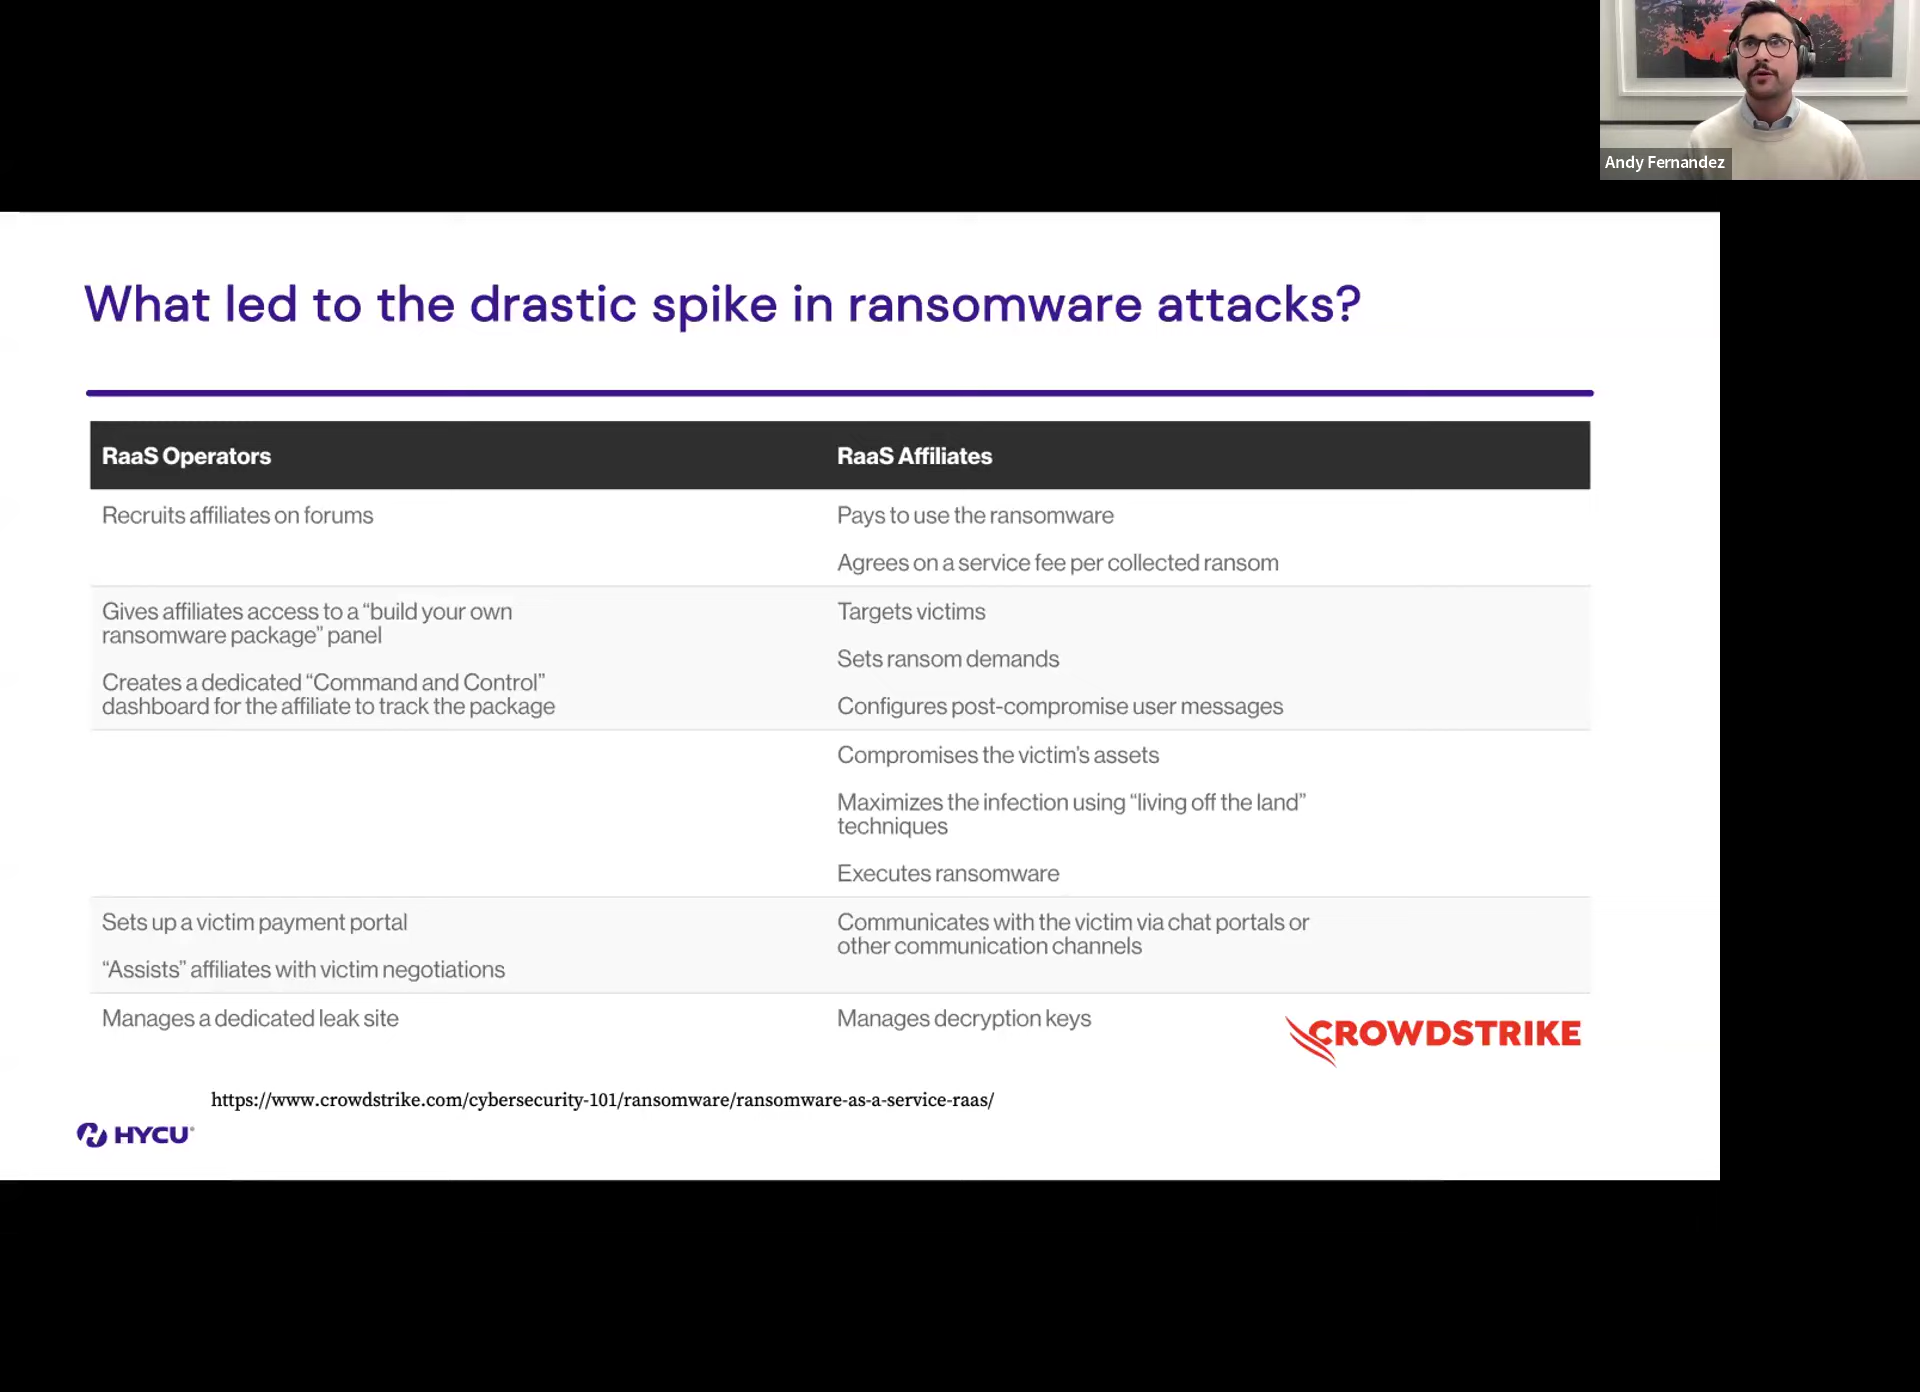 Andy Fernandez
What led to the drastic spike in ransomware attacks?
RaaS Operators
RaaS Affiliates
Recruits affiliates on forums
Pays to use the ransomware
Agrees on a service fee per collected ransom
Gives affiliates access to a “build your own
ransomware package” panel
Creates a dedicated “Command and Control”
dashboard for the affiliate to track the package
Targets victims
Sets ransom demands
Configures post-compromise user messages
Compromises the victim’s assets
Maximizes the infection using “living off the land”
techniques
Executes ransomware
Sets up a victim payment portal
“Assists” affiliates with victim negotiations
Communicates with the victim via chat portals or
other communication channels
Manages a dedicated leak site
Manages decryption keys
CROWDSTRIKE
https://www.crowdstrike.com/cybersecurity-101/ransomware/ransomware-as-a-service-raas/
HYCU